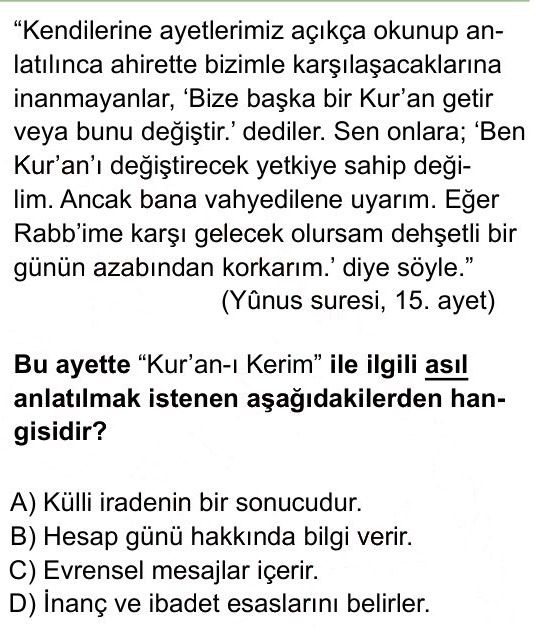 “Kendilerine ayetlerimiz açıkça okunup an-
latılınca ahirette bizimle karşılaşacaklarına
inanmayanlar, ‘Bize başka bir Kur’an getir
veya bunu değiştir.’ dediler. Sen onlara; ‘Ben
Kur’an’ı değiştirecek yetkiye sahip deği-
lim. Ancak bana vahyedilene uyarım. Eğer
Rabb’ime karşı gelecek olursam dehşetli bir
günün azabından korkarım.’ diye söyle.”
(Yûnus suresi, 15. ayet)
Bu ayette “Kur’an-ı Kerim” ile ilgili asıl
anlatılmak istenen aşağıdakilerden han-
gisidir?
A) Külli iradenin bir sonucudur.
B) Hesap günü hakkında bilgi verir.
C) Evrensel mesajlar içerir.
D) İnanç ve ibadet esaslarını belirler.